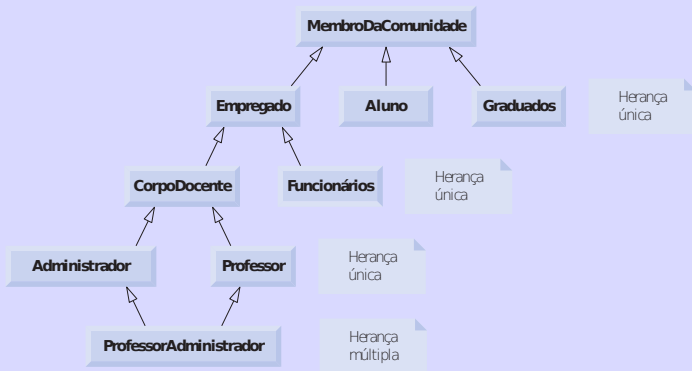 MembroDaComunidade
Empregado
Aluno
Graduados
Herança
única
CorpoDocente
Funcionários
Herança
única
Administrador
Professor
Herança
única
ProfessorAdministrador
Herança
múltipla